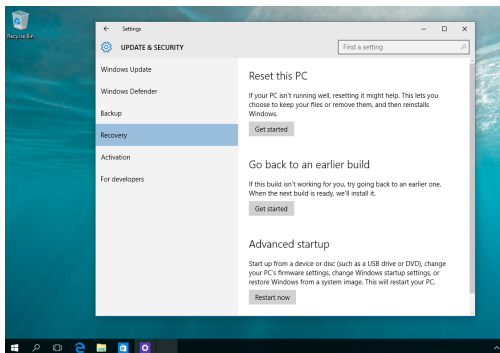 Recycle Bin
Settings
UPDATE & SECURITY
Find a setting
Windows Update
Windows Defender
Backup
Recovery
Activation
For developers
Reset this PC
If your PC isn't running well, resetting it might help. This lets you
choose to keep your files or remove them, and then reinstalls
Windows.
Get started
Go back to an earlier build
If this build isn't working for you, try going back to an earlier one.
When the next build is ready, we'll install it.
Get started
Advanced startup
Start up from a device or disc (such as a USB drive or DVD), change
your PC's firmware settings, change Windows startup settings, or
restore Windows from a system image. This will restart your PC.
Restart now